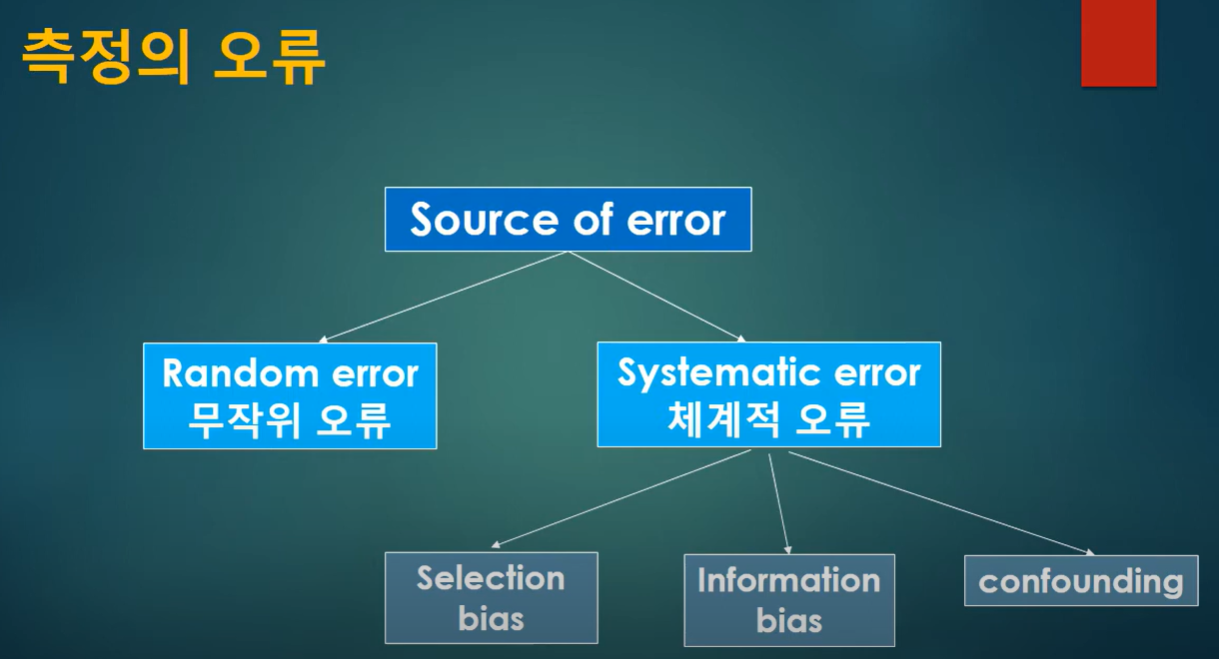 측정의 오류
Source of error
Random error
무작위 오류
Systematic error
체계적 오류
Selection
bias
Information
bias
confounding